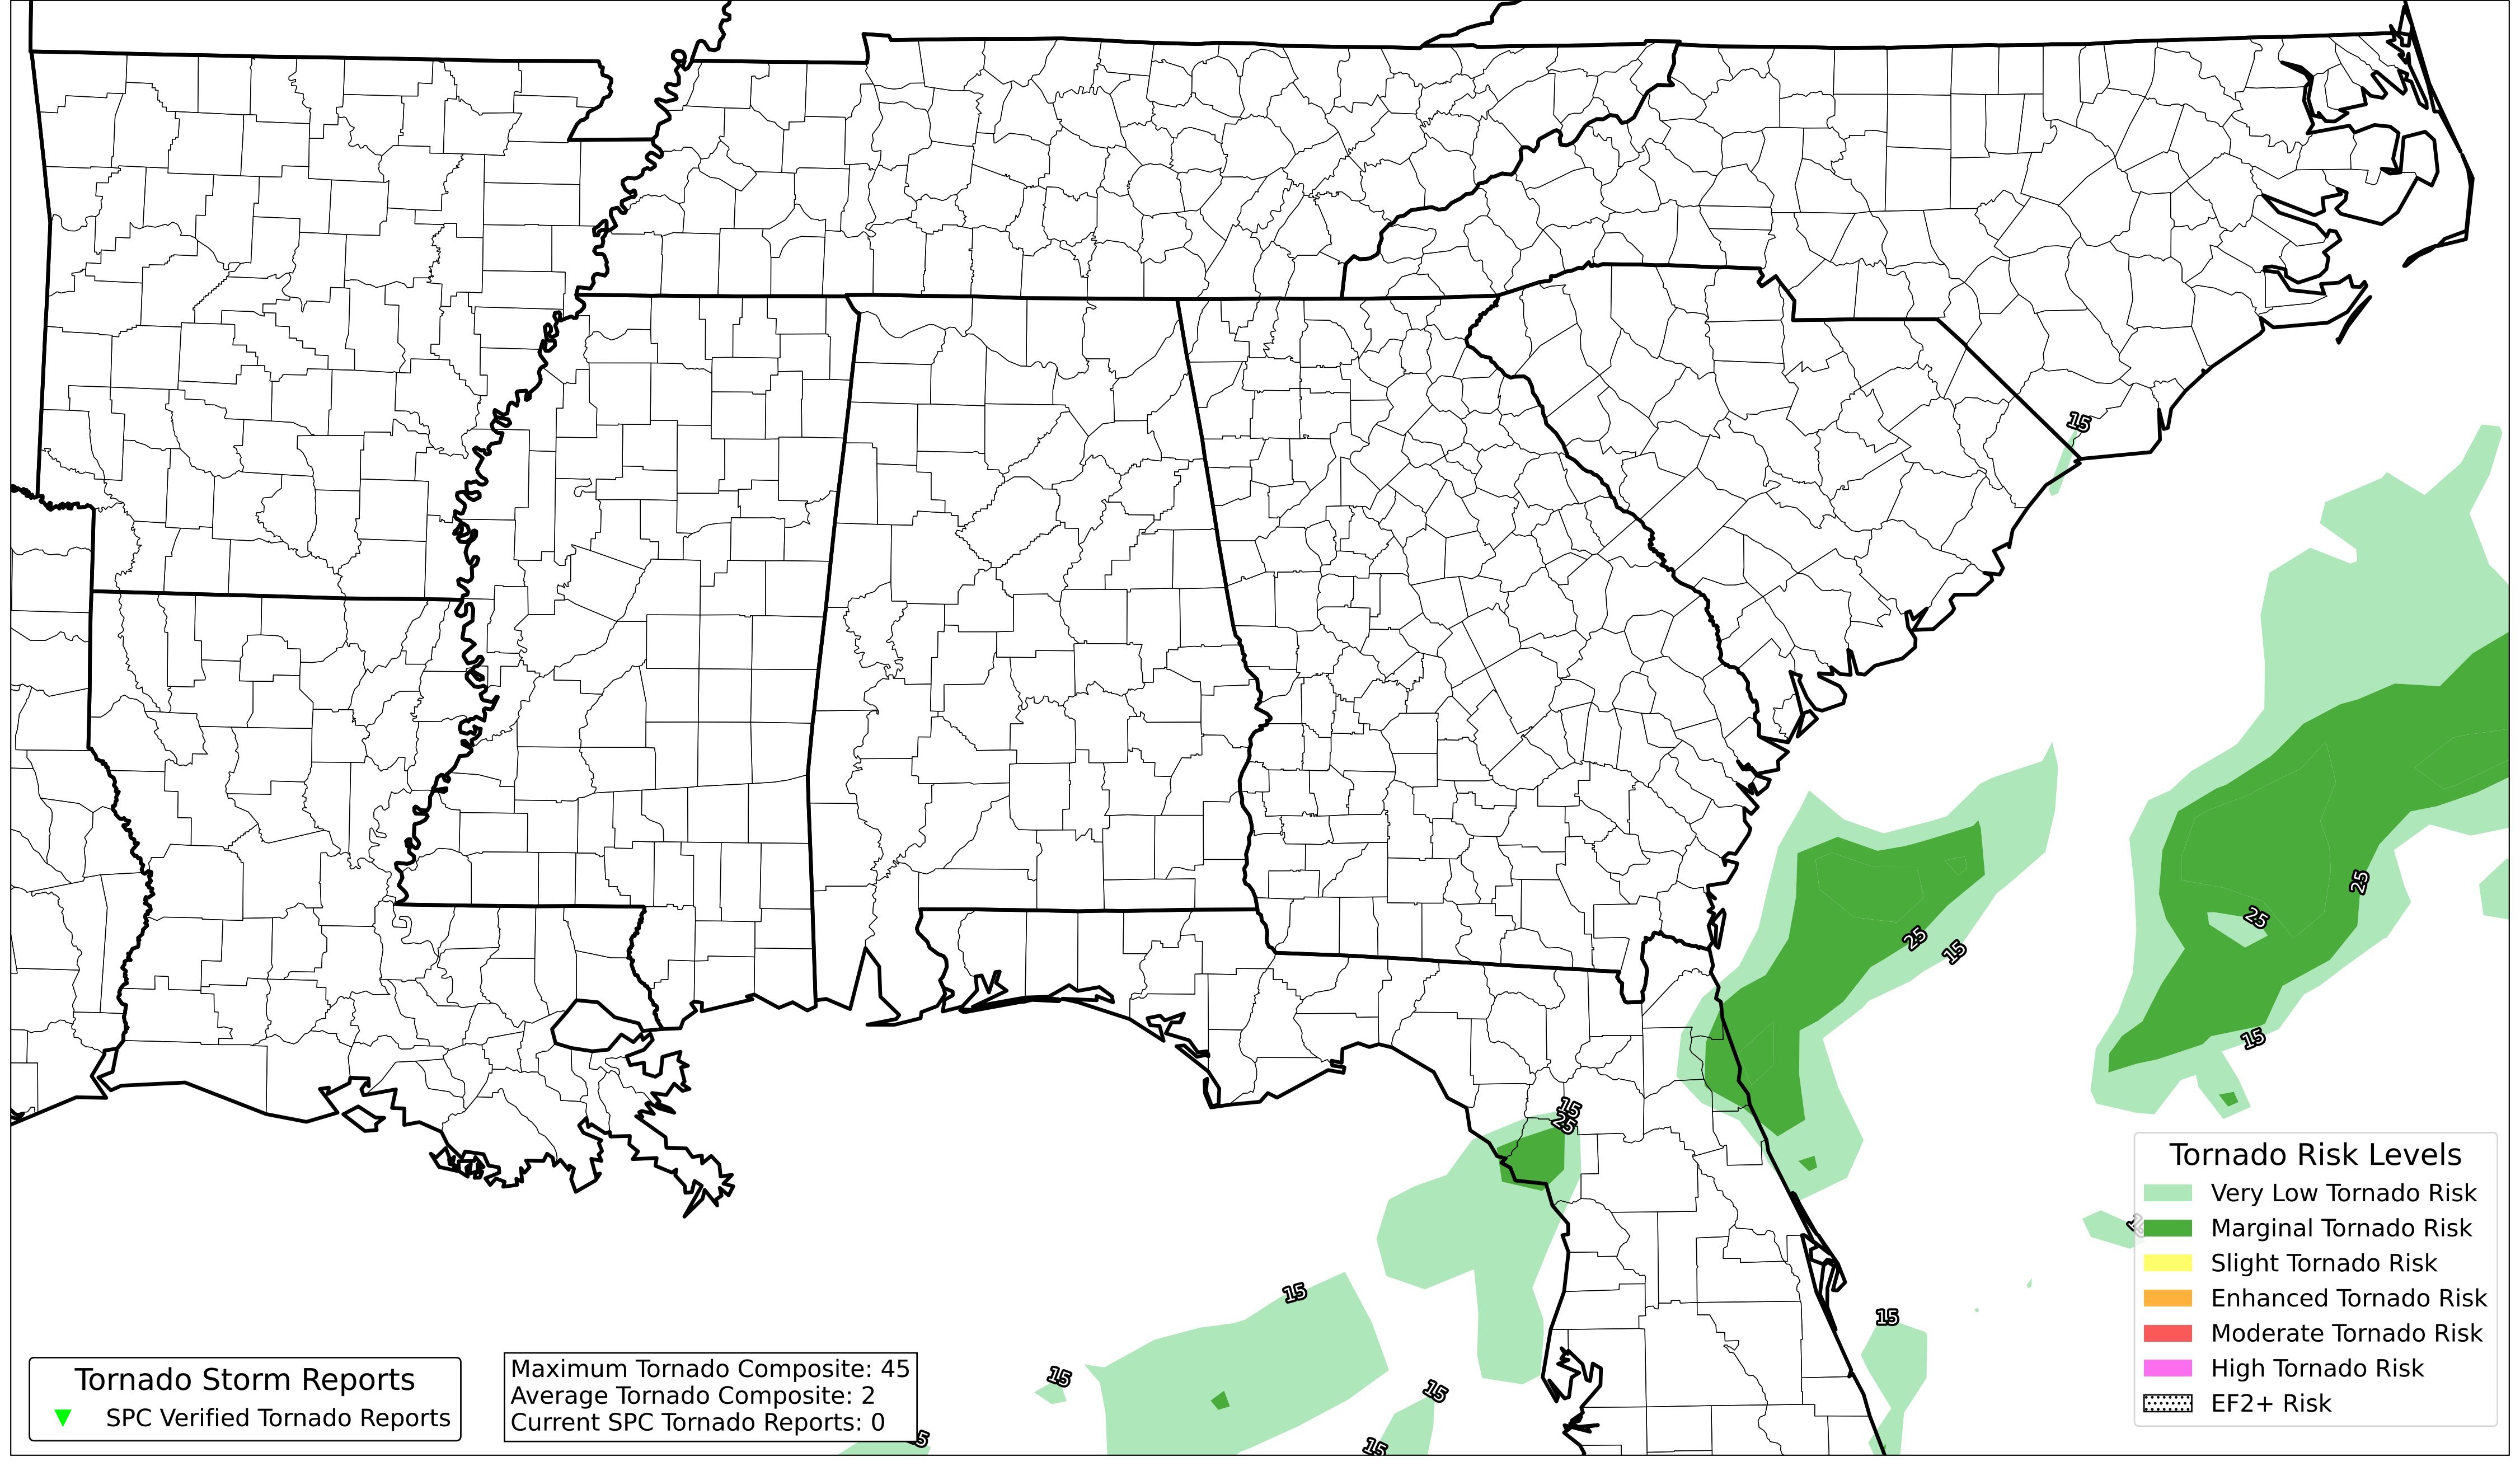 15
25
25
25
15
15
15
25
15
15
15
15
15
Tornado Risk Levels
Very Low Tornado Risk
Marginal Tornado Risk
Slight Tornado Risk
Enhanced Tornado Risk
Moderate Tornado Risk
High Tornado Risk
EF2+ Risk
Tornado Storm Reports
SPC Verified Tornado Reports
Maximum Tornado Composite: 45
Average Tornado Composite: 2
Current SPC Tornado Reports: 0